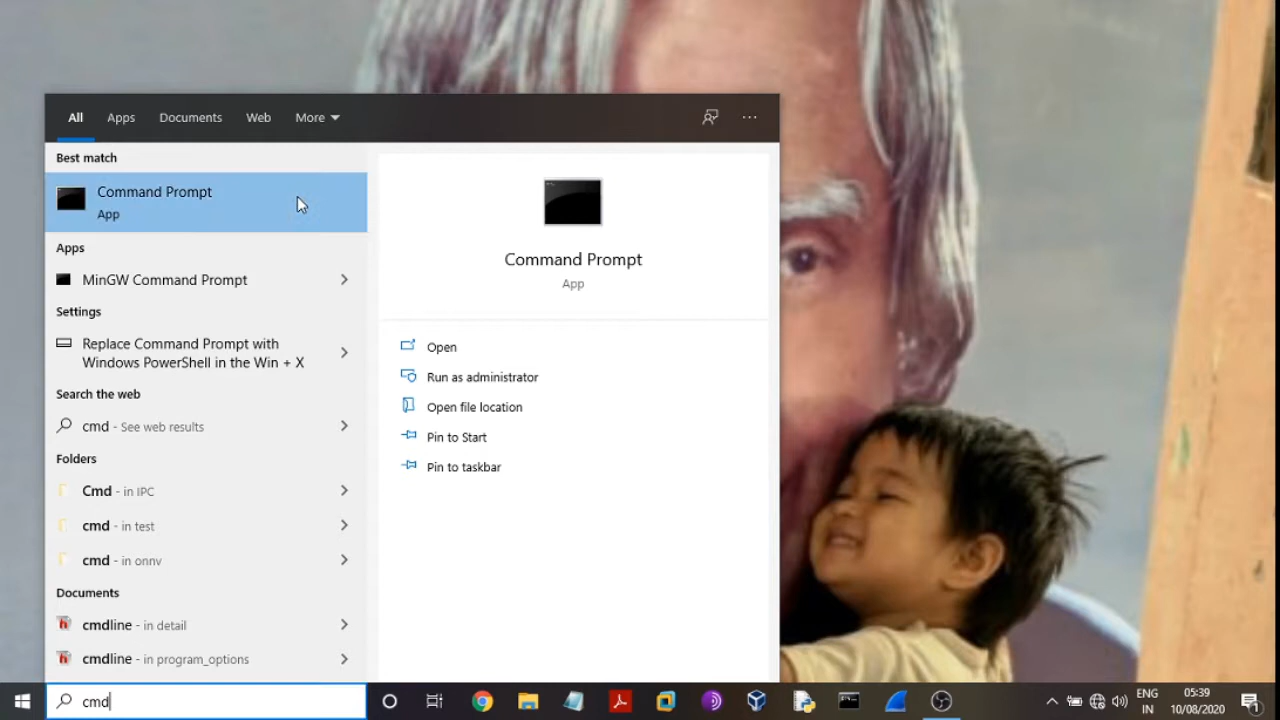 All Apps Documents Web More
Best match
Command Prompt
App
Apps
MinGW Command Prompt
Settings
Replace Command Prompt with
Windows PowerShell in the Win + X
Search the web
cmd - See web results
Folders
Cmd - in IPC
cmd - in test
cmd - in onnv
Documents
cmdline - in detail
cmdline - in program_options
Command Prompt
App
Open
Run as administrator
Open file location
Pin to Start
Pin to taskbar
cmd
ENG
IN
05:39
10/08/2020
1